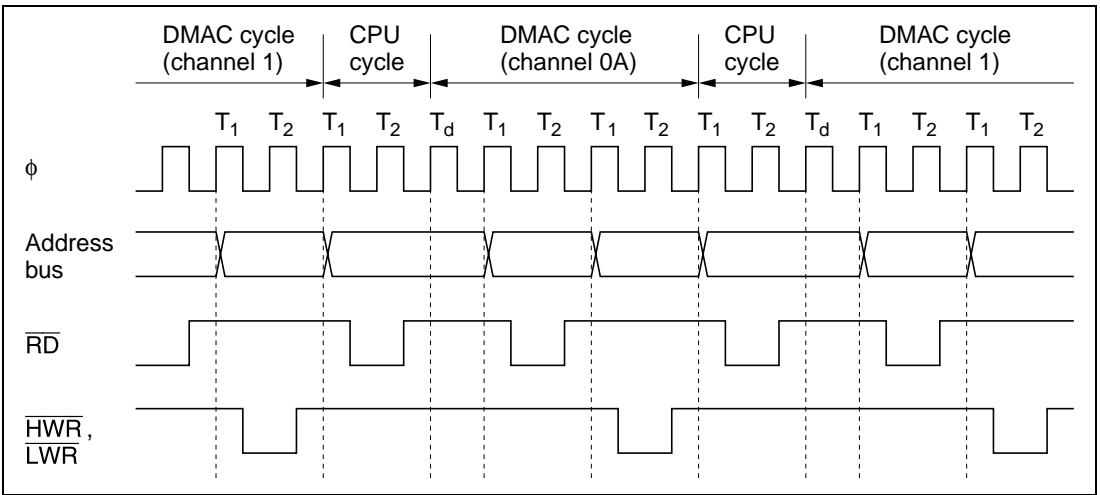 DMAC cycle (channel 1)
CPU cycle
DMAC cycle (channel 0A)
CPU cycle
DMAC cycle (channel 1)
T1 T2 T1 T2 Td T1 T2 T1 T2 T1 T2 Td T1 T2 T1 T2
φ
Address bus
RD
HWR,
LWR